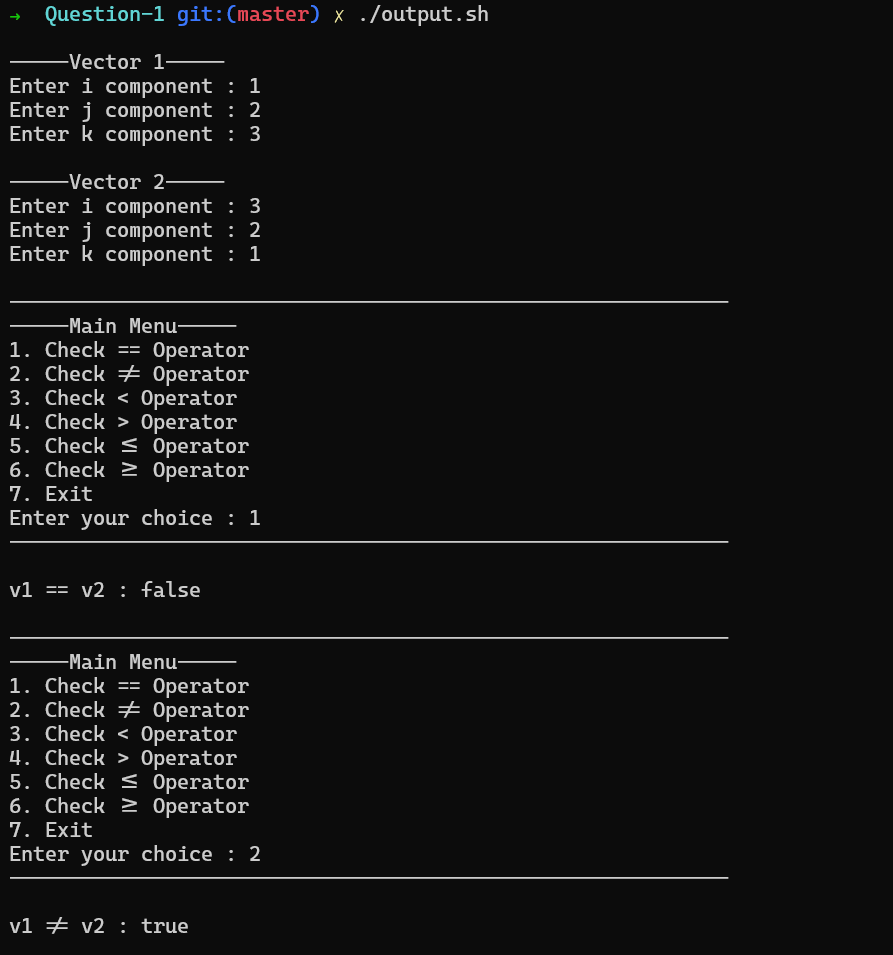 → Question-1 git:(master) ✗ ./output.sh
-----Vector 1-----
Enter i component : 1
Enter j component : 2
Enter k component : 3
-----Vector 2-----
Enter i component : 3
Enter j component : 2
Enter k component : 1
------------------------------------------------------------
-----Main Menu-----
1. Check == Operator
2. Check != Operator
3. Check < Operator
4. Check > Operator
5. Check <= Operator
6. Check >= Operator
7. Exit
Enter your choice : 1
------------------------------------------------------------
v1 == v2 : false
------------------------------------------------------------
-----Main Menu-----
1. Check == Operator
2. Check != Operator
3. Check < Operator
4. Check > Operator
5. Check <= Operator
6. Check >= Operator
7. Exit
Enter your choice : 2
------------------------------------------------------------
v1 != v2 : true